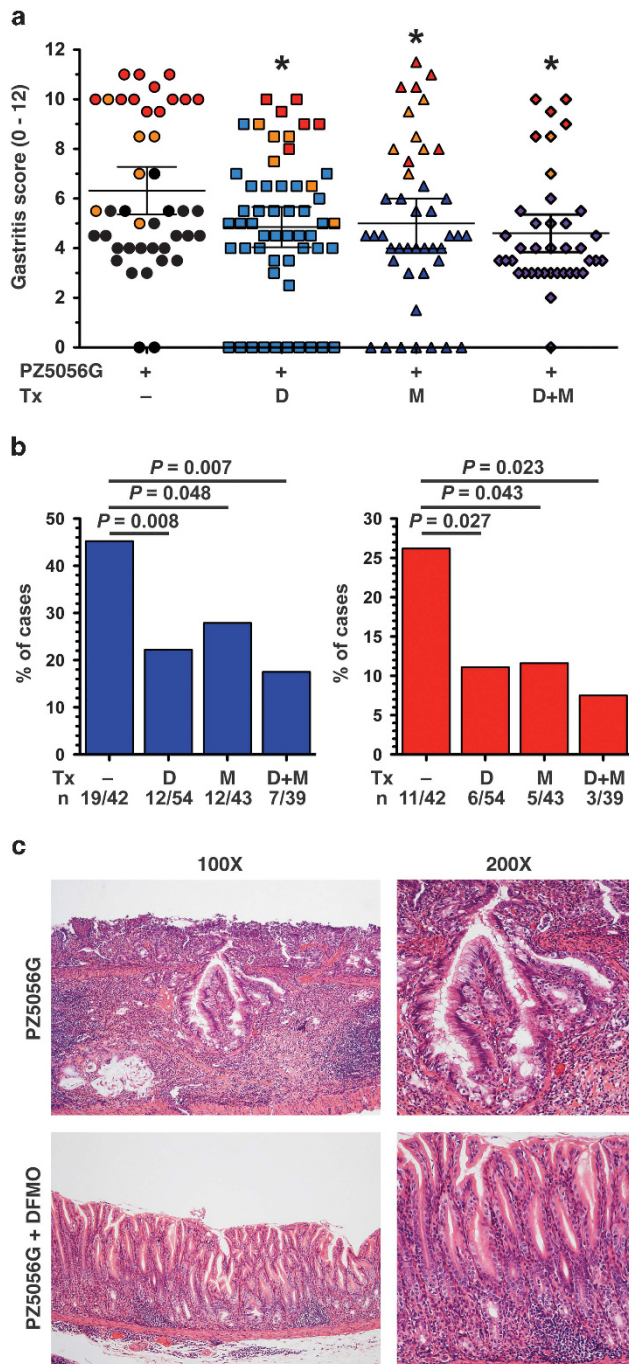 a
* * *
Gastritis score (0 - 12)
12
10
8
6
4
2
0
PZ5056G + + + +
Tx – D M D+M
b
P = 0.007
P = 0.048
P = 0.008
% of cases
50
40
30
20
10
0
Tx – D M D+M
n 19/42 12/54 12/43 7/39
P = 0.023
P = 0.043
P = 0.027
% of cases
30
25
20
15
10
5
0
Tx – D M D+M
n 11/42 6/54 5/43 3/39
c
100X 200X
PZ5056G
PZ5056G + DFMO